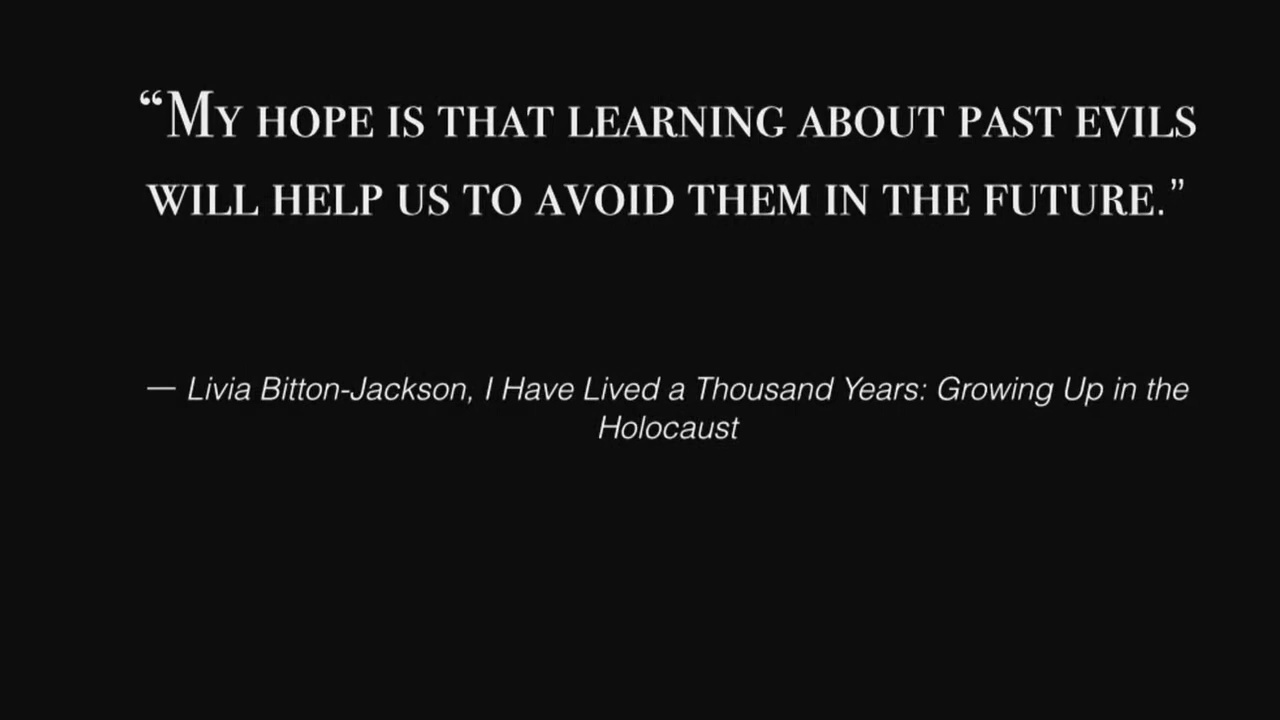 “My hope is that learning about past evils
will help us to avoid them in the future.”
— Livia Bitton-Jackson, I Have Lived a Thousand Years: Growing Up in the
Holocaust